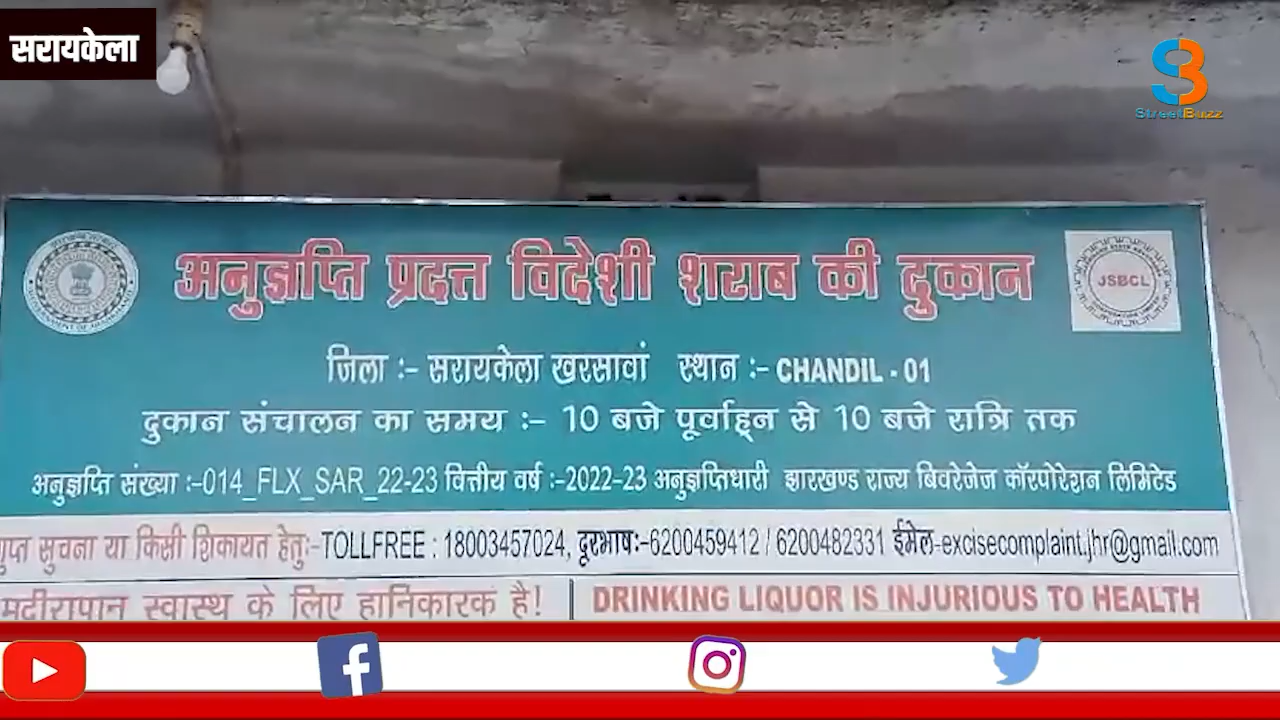 सरायकेला
StreetBuzz
अनुज्ञप्ति प्रदत्त विदेशी शराब की दुकान
JSBCL
जिला :- सरायकेला खरसावां स्थान :- CHANDIL - 01
दुकान संचालन का समय :- 10 बजे पूर्वाह्न से 10 बजे रात्रि तक
अनुज्ञप्ति संख्या :-014_FLX_SAR_22-23 वित्तीय वर्ष :-2022-23 अनुज्ञप्तिधारी झारखण्ड राज्य बिवरेजेज कॉरपोरेशन लिमिटेड
गुप्त सुचना या किसी शिकायत हेतुः-TOLLFREE : 18003457024, दूरभाषः-6200459412 / 6200482331 ईमेल-excisecomplaint.jhr@gmail.com
मदीरापान स्वास्थ के लिए हानिकारक है! DRINKING LIQUOR IS INJURIOUS TO HEALTH